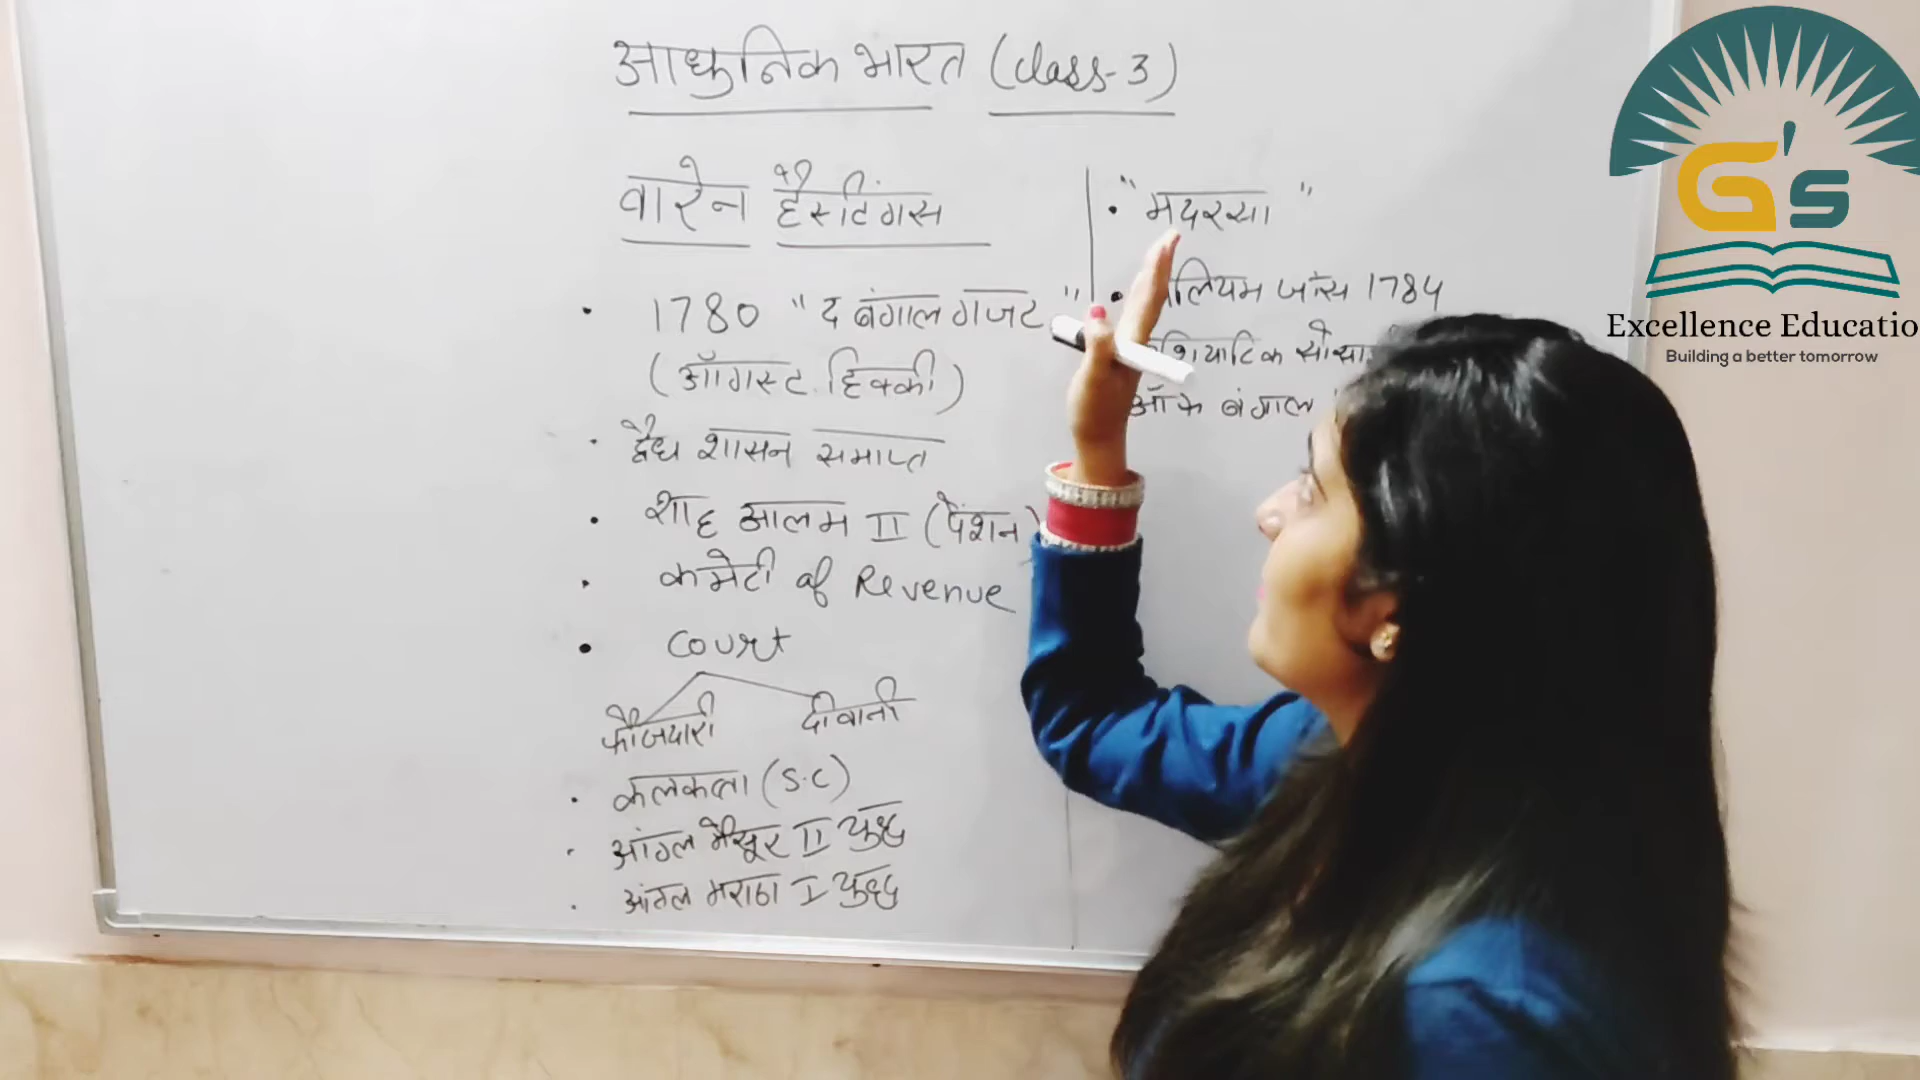 आधुनिक भारत (Class-3)
वारेन हैस्टिंगस
• 1780 "द बंगाल गजट"
(ऑगस्ट हिक्की)
• द्वैध शासन समाप्त
• शाह आलम II (पेंशन)
• कमेटी of Revenue
• Court
फौजदारी दीवानी
• कलकत्ता (S.C)
• आंग्ल मैसूर II युद्ध
• आंग्ल मराठा I युद्ध
• "मदरसा"
• जॉन्स 1784
ऑफ बंगाल
G's
Excellence Educatio
Building a better tomorrow